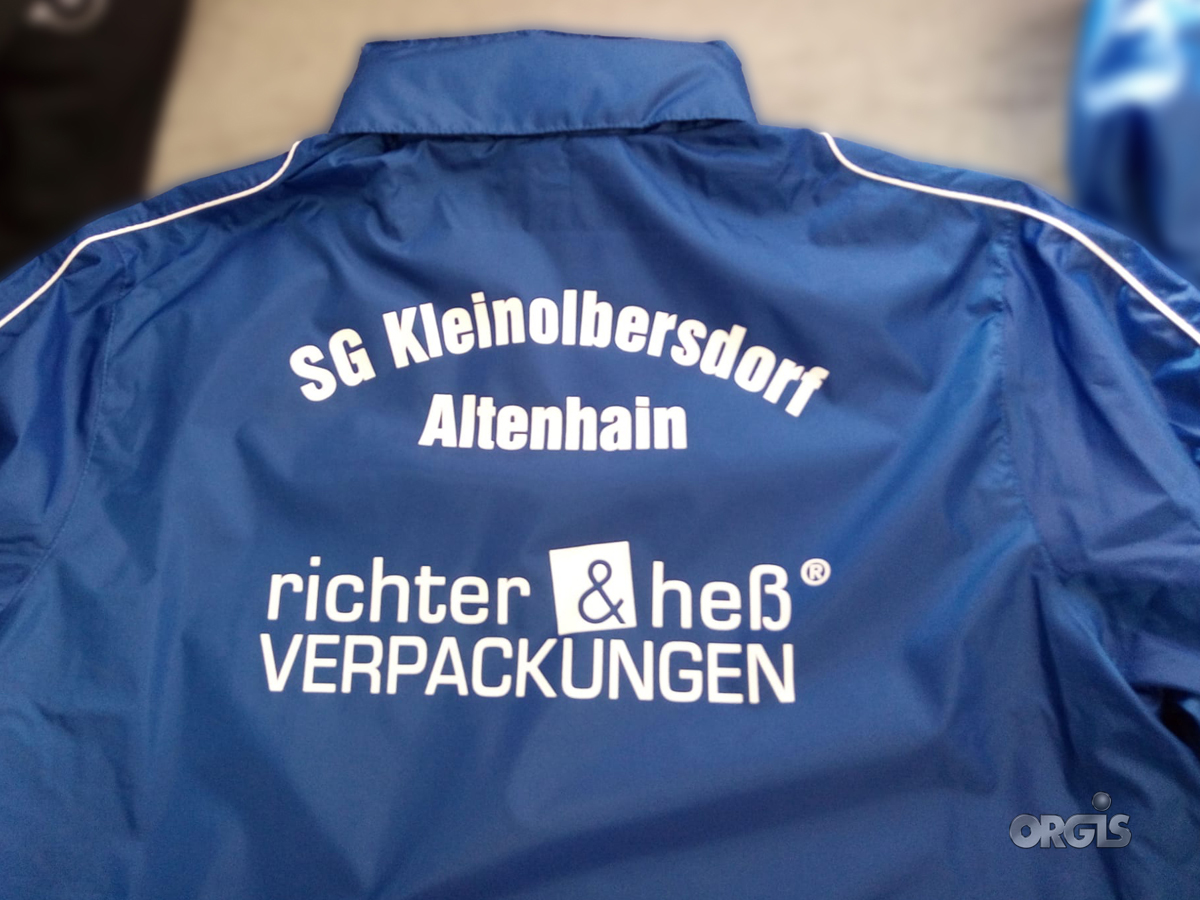 SG Kleinolbersdorf
Altenhain
richter & heß®
VERPACKUNGEN
ORGIS